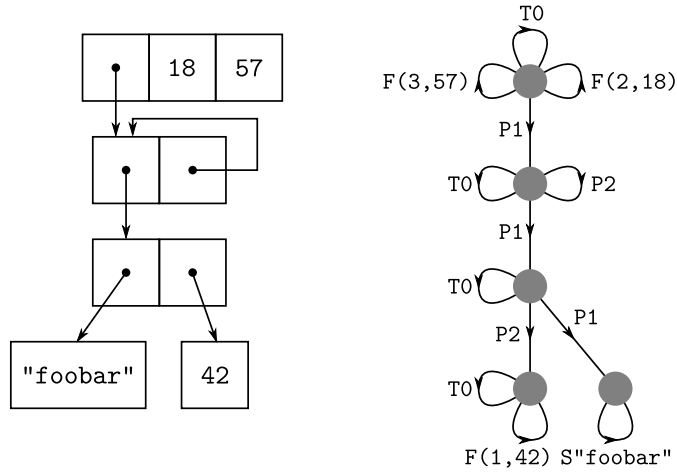 T0
18 57
F(3,57) F(2,18)
P1
T0 P2
P1
T0
P2 P1
"foobar" 42
T0
F(1,42) S"foobar"